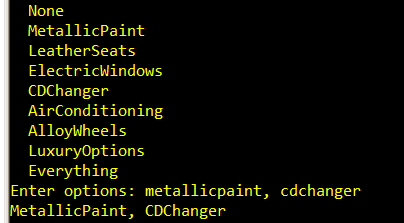 None
MetallicPaint
LeatherSeats
ElectricWindows
CDChanger
AirConditioning
AlloyWheels
LuxuryOptions
Everything
Enter options: metallicpaint, cdchanger
MetallicPaint, CDChanger